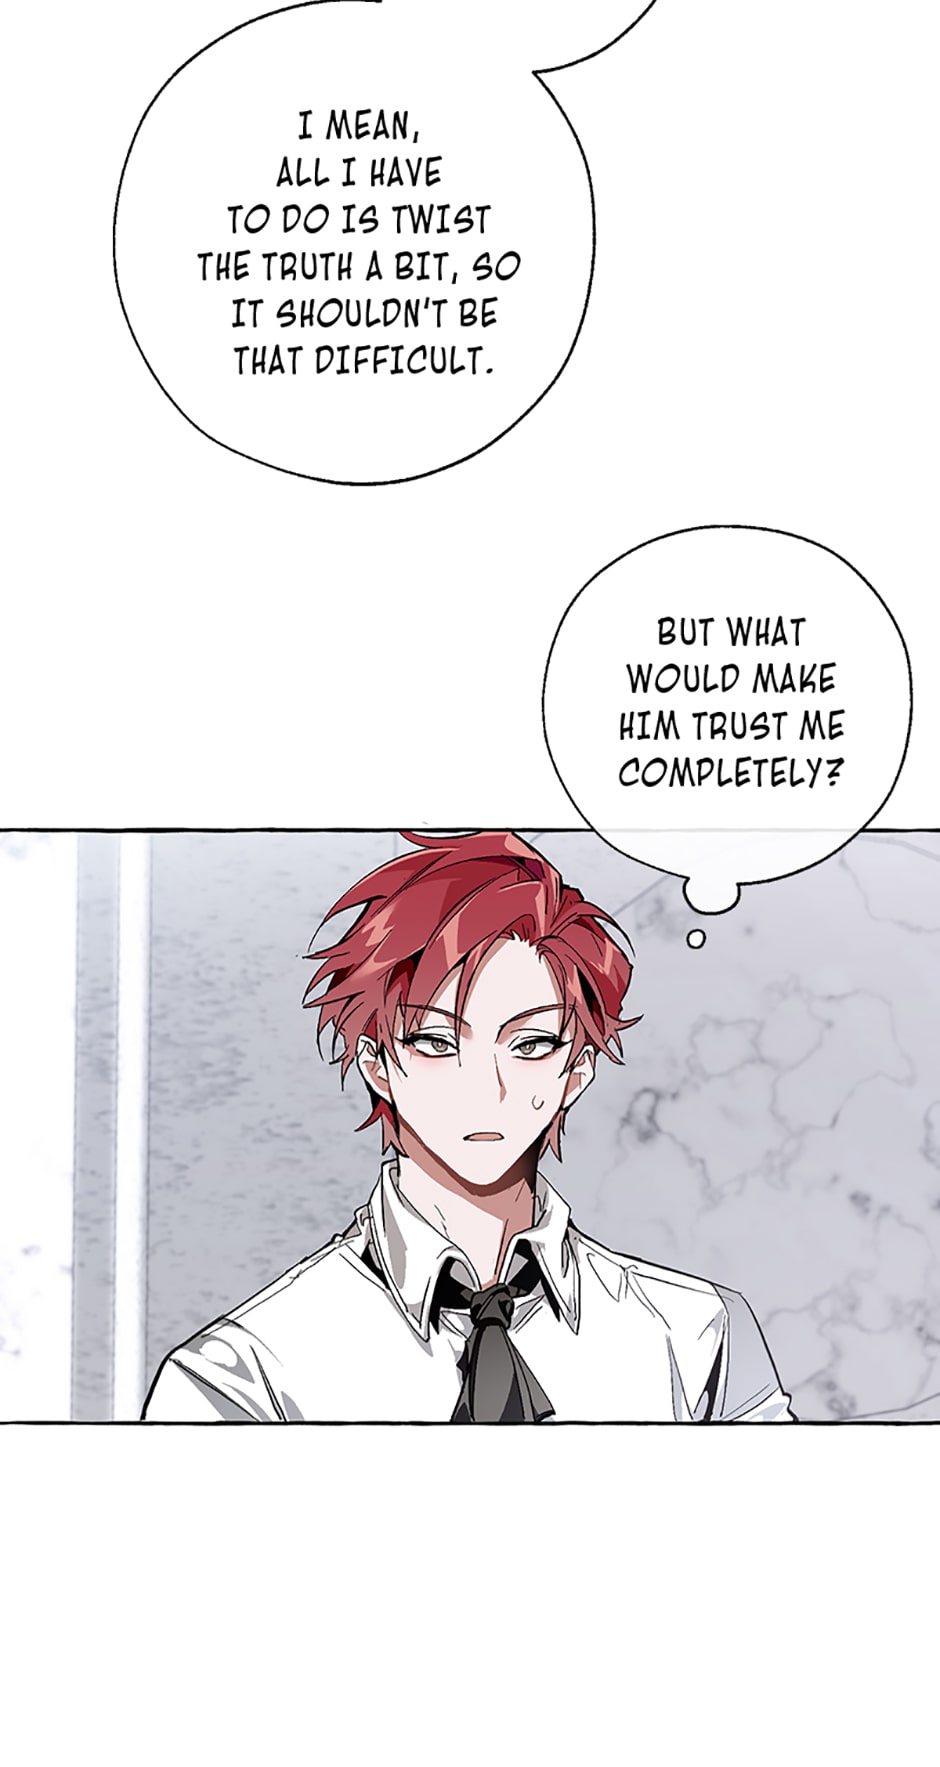 I MEAN,
ALL I HAVE
TO DO IS TWIST
THE TRUTH A BIT, SO
IT SHOULDN'T BE
THAT DIFFICULT.
BUT WHAT
WOULD MAKE
HIM TRUST ME
COMPLETELY?